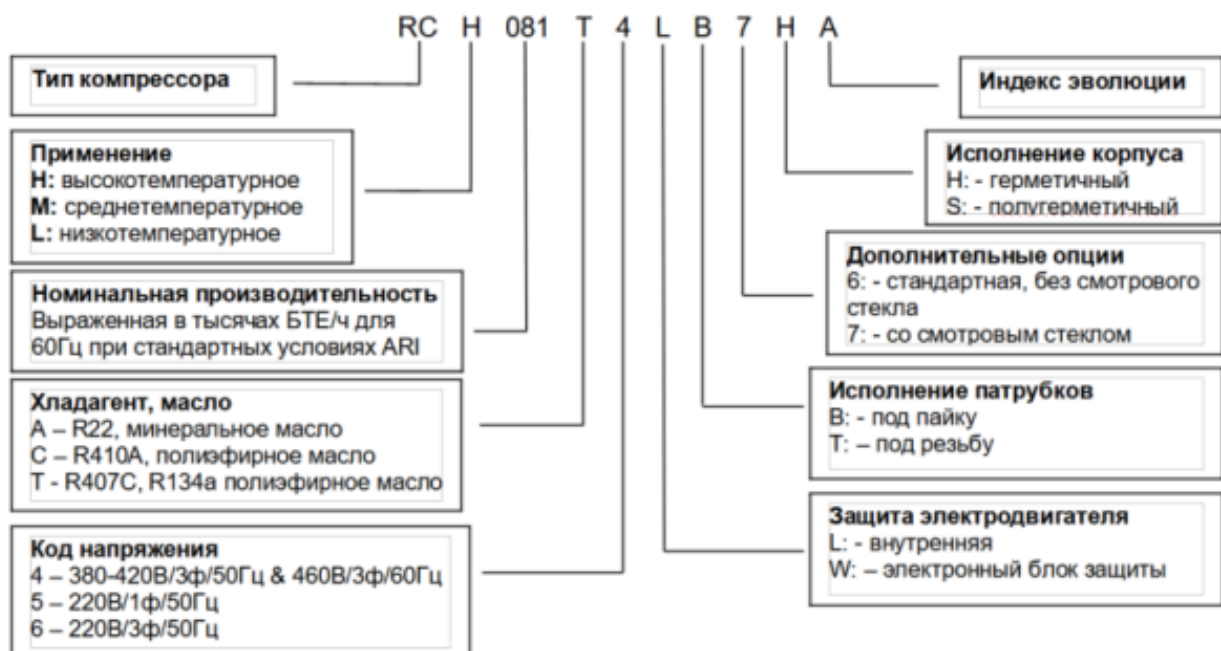 RC H 081 T 4 L B 7 H A
Тип компрессора
Применение
H: высокотемпературное
M: среднетемпературное
L: низкотемпературное
Номинальная производительность
Выраженная в тысячах БТЕ/ч для
60Гц при стандартных условиях ARI
Хладагент, масло
A – R22, минеральное масло
C – R410A, полиэфирное масло
T - R407C, R134a полиэфирное масло
Код напряжения
4 – 380-420В/3ф/50Гц & 460В/3ф/60Гц
5 – 220В/1ф/50Гц
6 – 220В/3ф/50Гц
Индекс эволюции
Исполнение корпуса
H: - герметичный
S: - полугерметичный
Дополнительные опции
6: - стандартная, без смотрового
стекла
7: - со смотровым стеклом
Исполнение патрубков
B: - под пайку
T: – под резьбу
Защита электродвигателя
L: - внутренняя
W: – электронный блок защиты